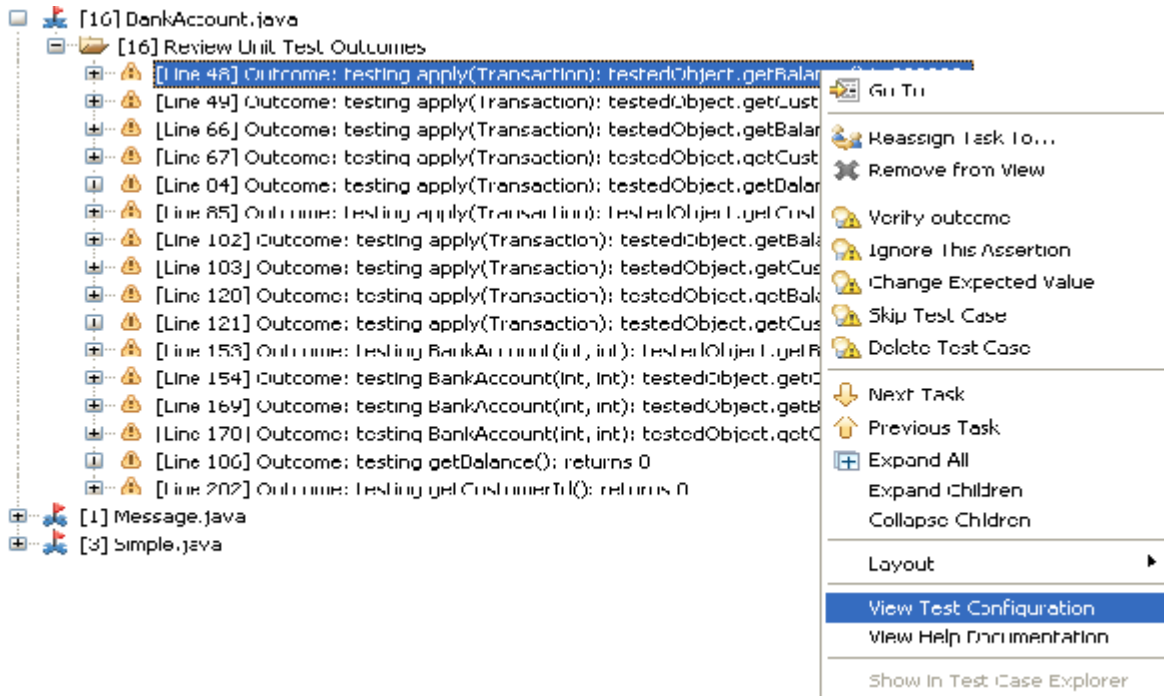 [16] BankAccount.java
[16] Review Unit Test Outcomes
[Line 48] Outcome: testing apply(Transaction): testedObject.getBalan
[Line 49] Outcome: testing apply(Transaction): testedObject.getCust
[Line 66] Outcome: testing apply(Transaction): testedObject.getBalan
[Line 67] Outcome: testing apply(Transaction): testedObject.getCust
[Line 84] Outcome: testing apply(Transaction): testedObject.getBalan
[Line 85] Outcome: testing apply(Transaction): testedObject.getCust
[Line 102] Outcome: testing apply(Transaction): testedObject.getBala
[Line 103] Outcome: testing apply(Transaction): testedObject.getCus
[Line 120] Outcome: testing apply(Transaction): testedObject.getBala
[Line 121] Outcome: testing apply(Transaction): testedObject.getCus
[Line 153] Outcome: testing BankAccount(int, int): testedObject.getB
[Line 154] Outcome: testing BankAccount(int, int): testedObject.getC
[Line 169] Outcome: testing BankAccount(int, int): testedObject.getB
[Line 170] Outcome: testing BankAccount(int, int): testedObject.getC
[Line 186] Outcome: testing getBalance(): returns 0
[Line 202] Outcome: testing getCustomerId(): returns 0
[1] Message.java
[3] Simple.java
Go To
Reassign Task To...
Remove from View
Verify outcome
Ignore This Assertion
Change Expected Value
Skip Test Case
Delete Test Case
Next Task
Previous Task
Expand All
Expand Children
Collapse Children
Layout
View Test Configuration
View Help Documentation
Show In Test Case Explorer